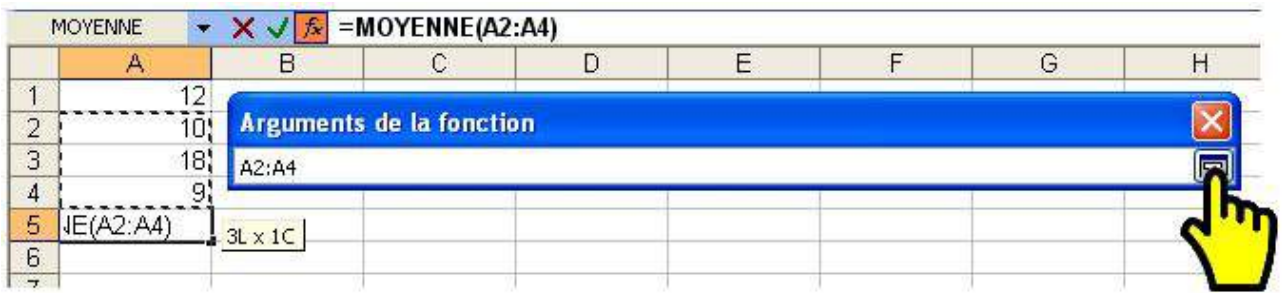 MOYENNE =MOYENNE(A2:A4)
A B C D E F G H
1 12
2 10 Arguments de la fonction
3 18 A2:A4
4 9
5 NE(A2:A4) 3L x 1C
6
7